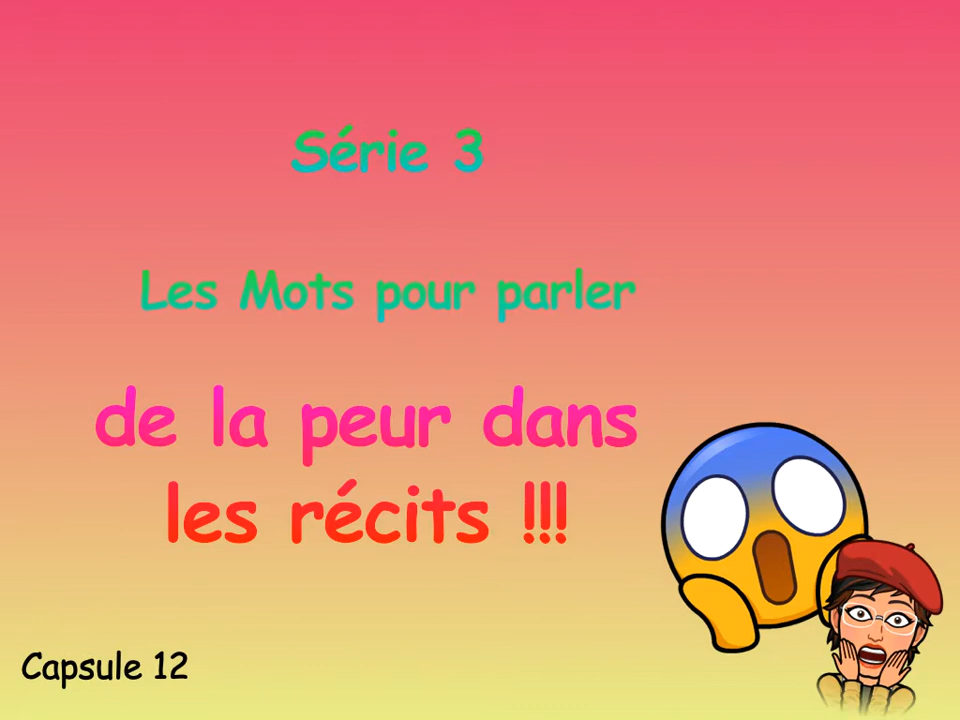 Série 3
Les Mots pour parler
de la peur dans
les récits !!!
Capsule 12